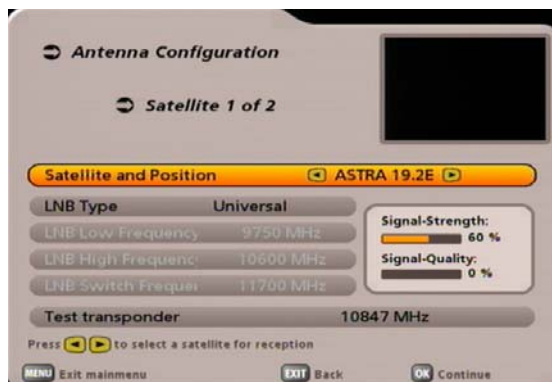 Antenna Configuration
Satellite 1 of 2
Satellite and Position ASTRA 19.2E
LNB Type Universal
LNB Low Frequency 9750 MHz
LNB High Frequenc 10600 MHz
LNB Switch Frequen 11700 MHz
Signal-Strength:
60 %
Signal-Quality:
0 %
Test transponder 10847 MHz
Press to select a satellite for reception
MENU Exit mainmenu EXIT Back OK Continue